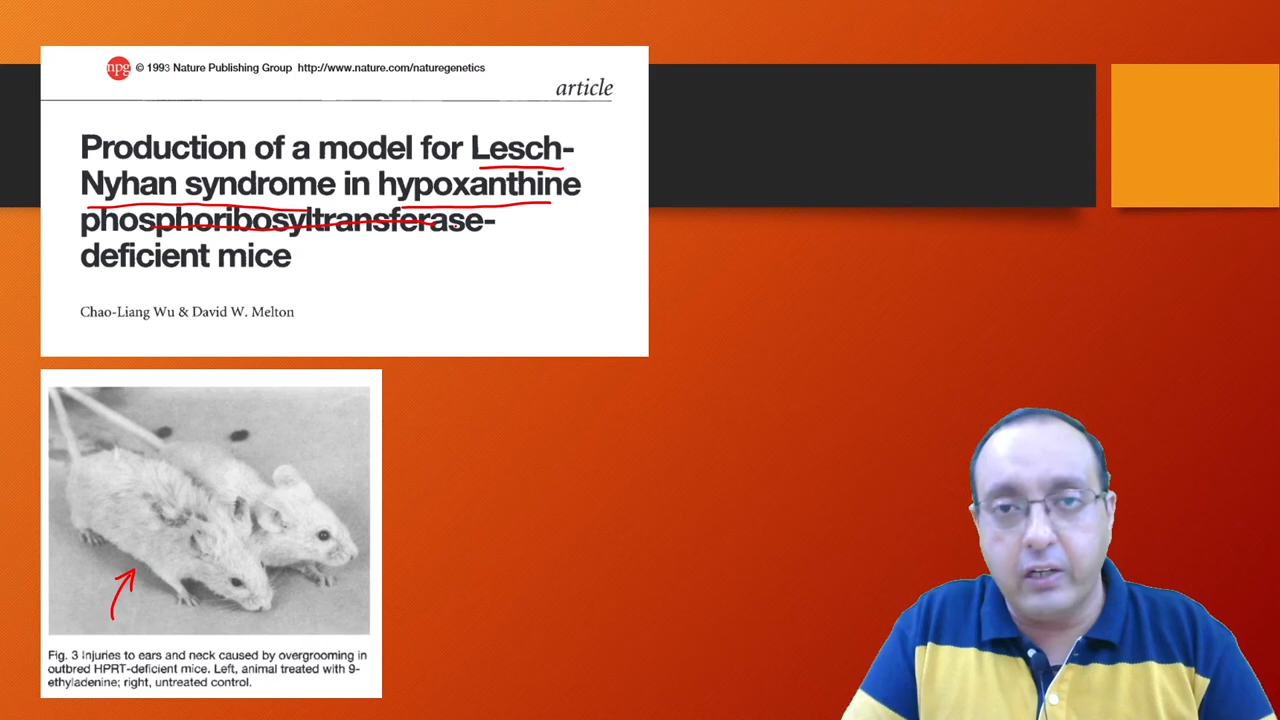 npg © 1993 Nature Publishing Group http://www.nature.com/naturegenetics
article
Production of a model for Lesch-
Nyhan syndrome in hypoxanthine
phosphoribosyltransferase-
deficient mice
Chao-Liang Wu & David W. Melton
Fig. 3 Injuries to ears and neck caused by overgrooming in
outbred HPRT-deficient mice. Left, animal treated with 9-
ethyladenine; right, untreated control.